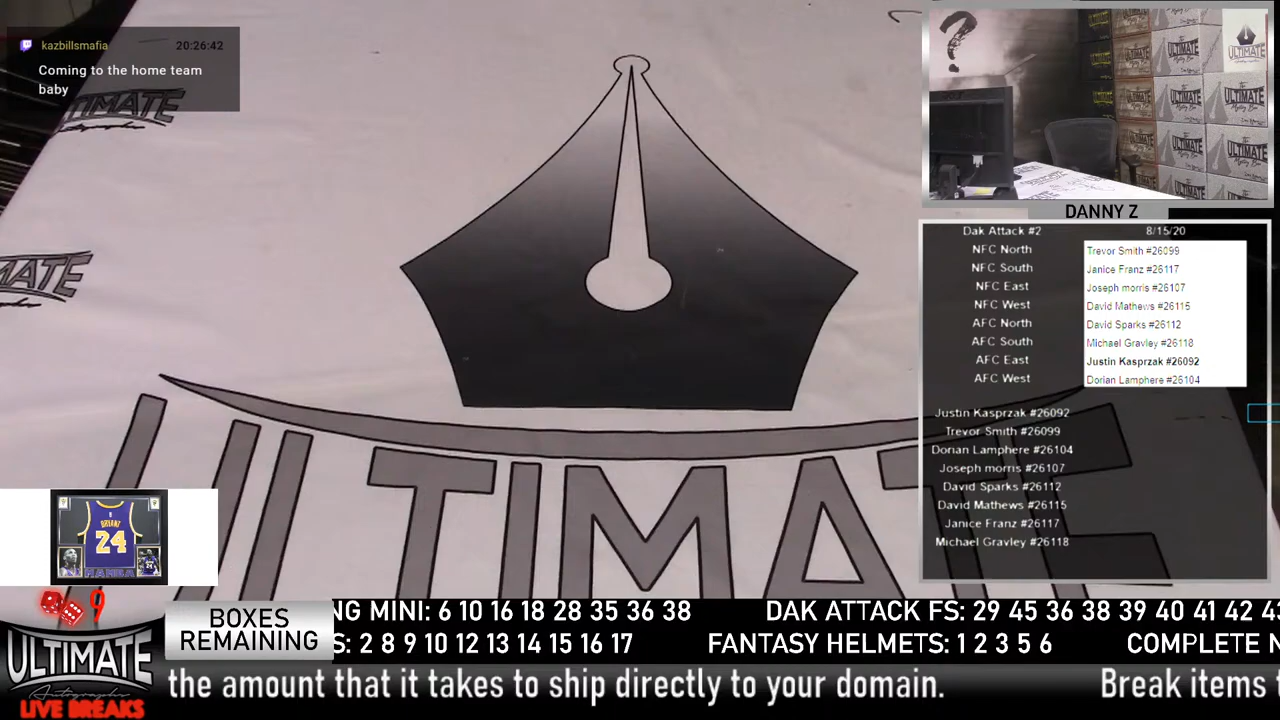 kazbillsmafia 20:26:42
Coming to the home team
baby
ULTIMATE
ULTIMATE
DANNY Z
Dak Attack #2 8/15/20
NFC North Trevor Smith #26099
NFC South Janice Franz #26117
NFC East Joseph morris #26107
NFC West David Mathews #26115
AFC North David Sparks #26112
AFC South Michael Gravley #26118
AFC East Justin Kasprzak #26092
AFC West Dorian Lamphere #26104
Justin Kasprzak #26092
Trevor Smith #26099
Dorian Lamphere #26104
Joseph morris #26107
David Sparks #26112
David Mathews #26115
Janice Franz #26117
Michael Gravley #26118
BRYANT
24
MAMBA
9
ULTIMATE
Autographs
LIVE BREAKS
BOXES
REMAINING
NG MINI: 6 10 16 18 28 35 36 38 DAK ATTACK FS: 29 45 36 38 39 40 41 42 43
S: 2 8 9 10 12 13 14 15 16 17 FANTASY HELMETS: 1 2 3 5 6 COMPLETE N
the amount that it takes to ship directly to your domain. Break items t